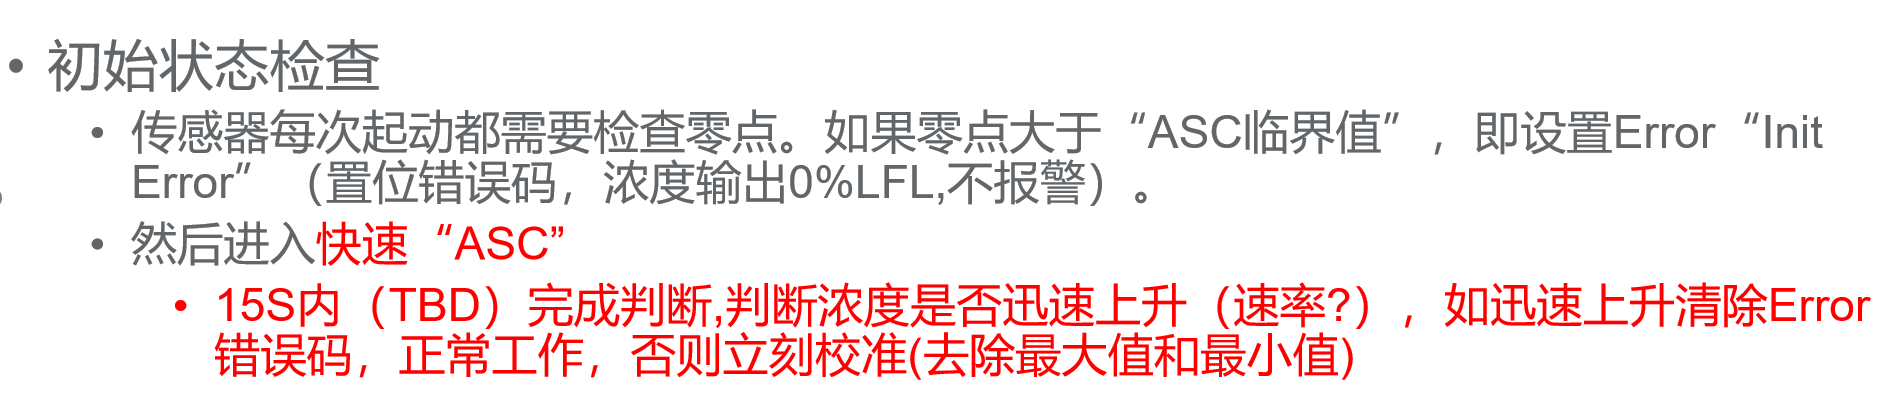 • 初始状态检查
• 传感器每次起动都需要检查零点。如果零点大于“ASC临界值”，即设置Error“Init
Error”（置位错误码，浓度输出0%LFL,不报警）。
• 然后进入快速“ASC”
• 15S内（TBD）完成判断,判断浓度是否迅速上升（速率?），如迅速上升清除Error
错误码，正常工作，否则立刻校准(去除最大值和最小值)